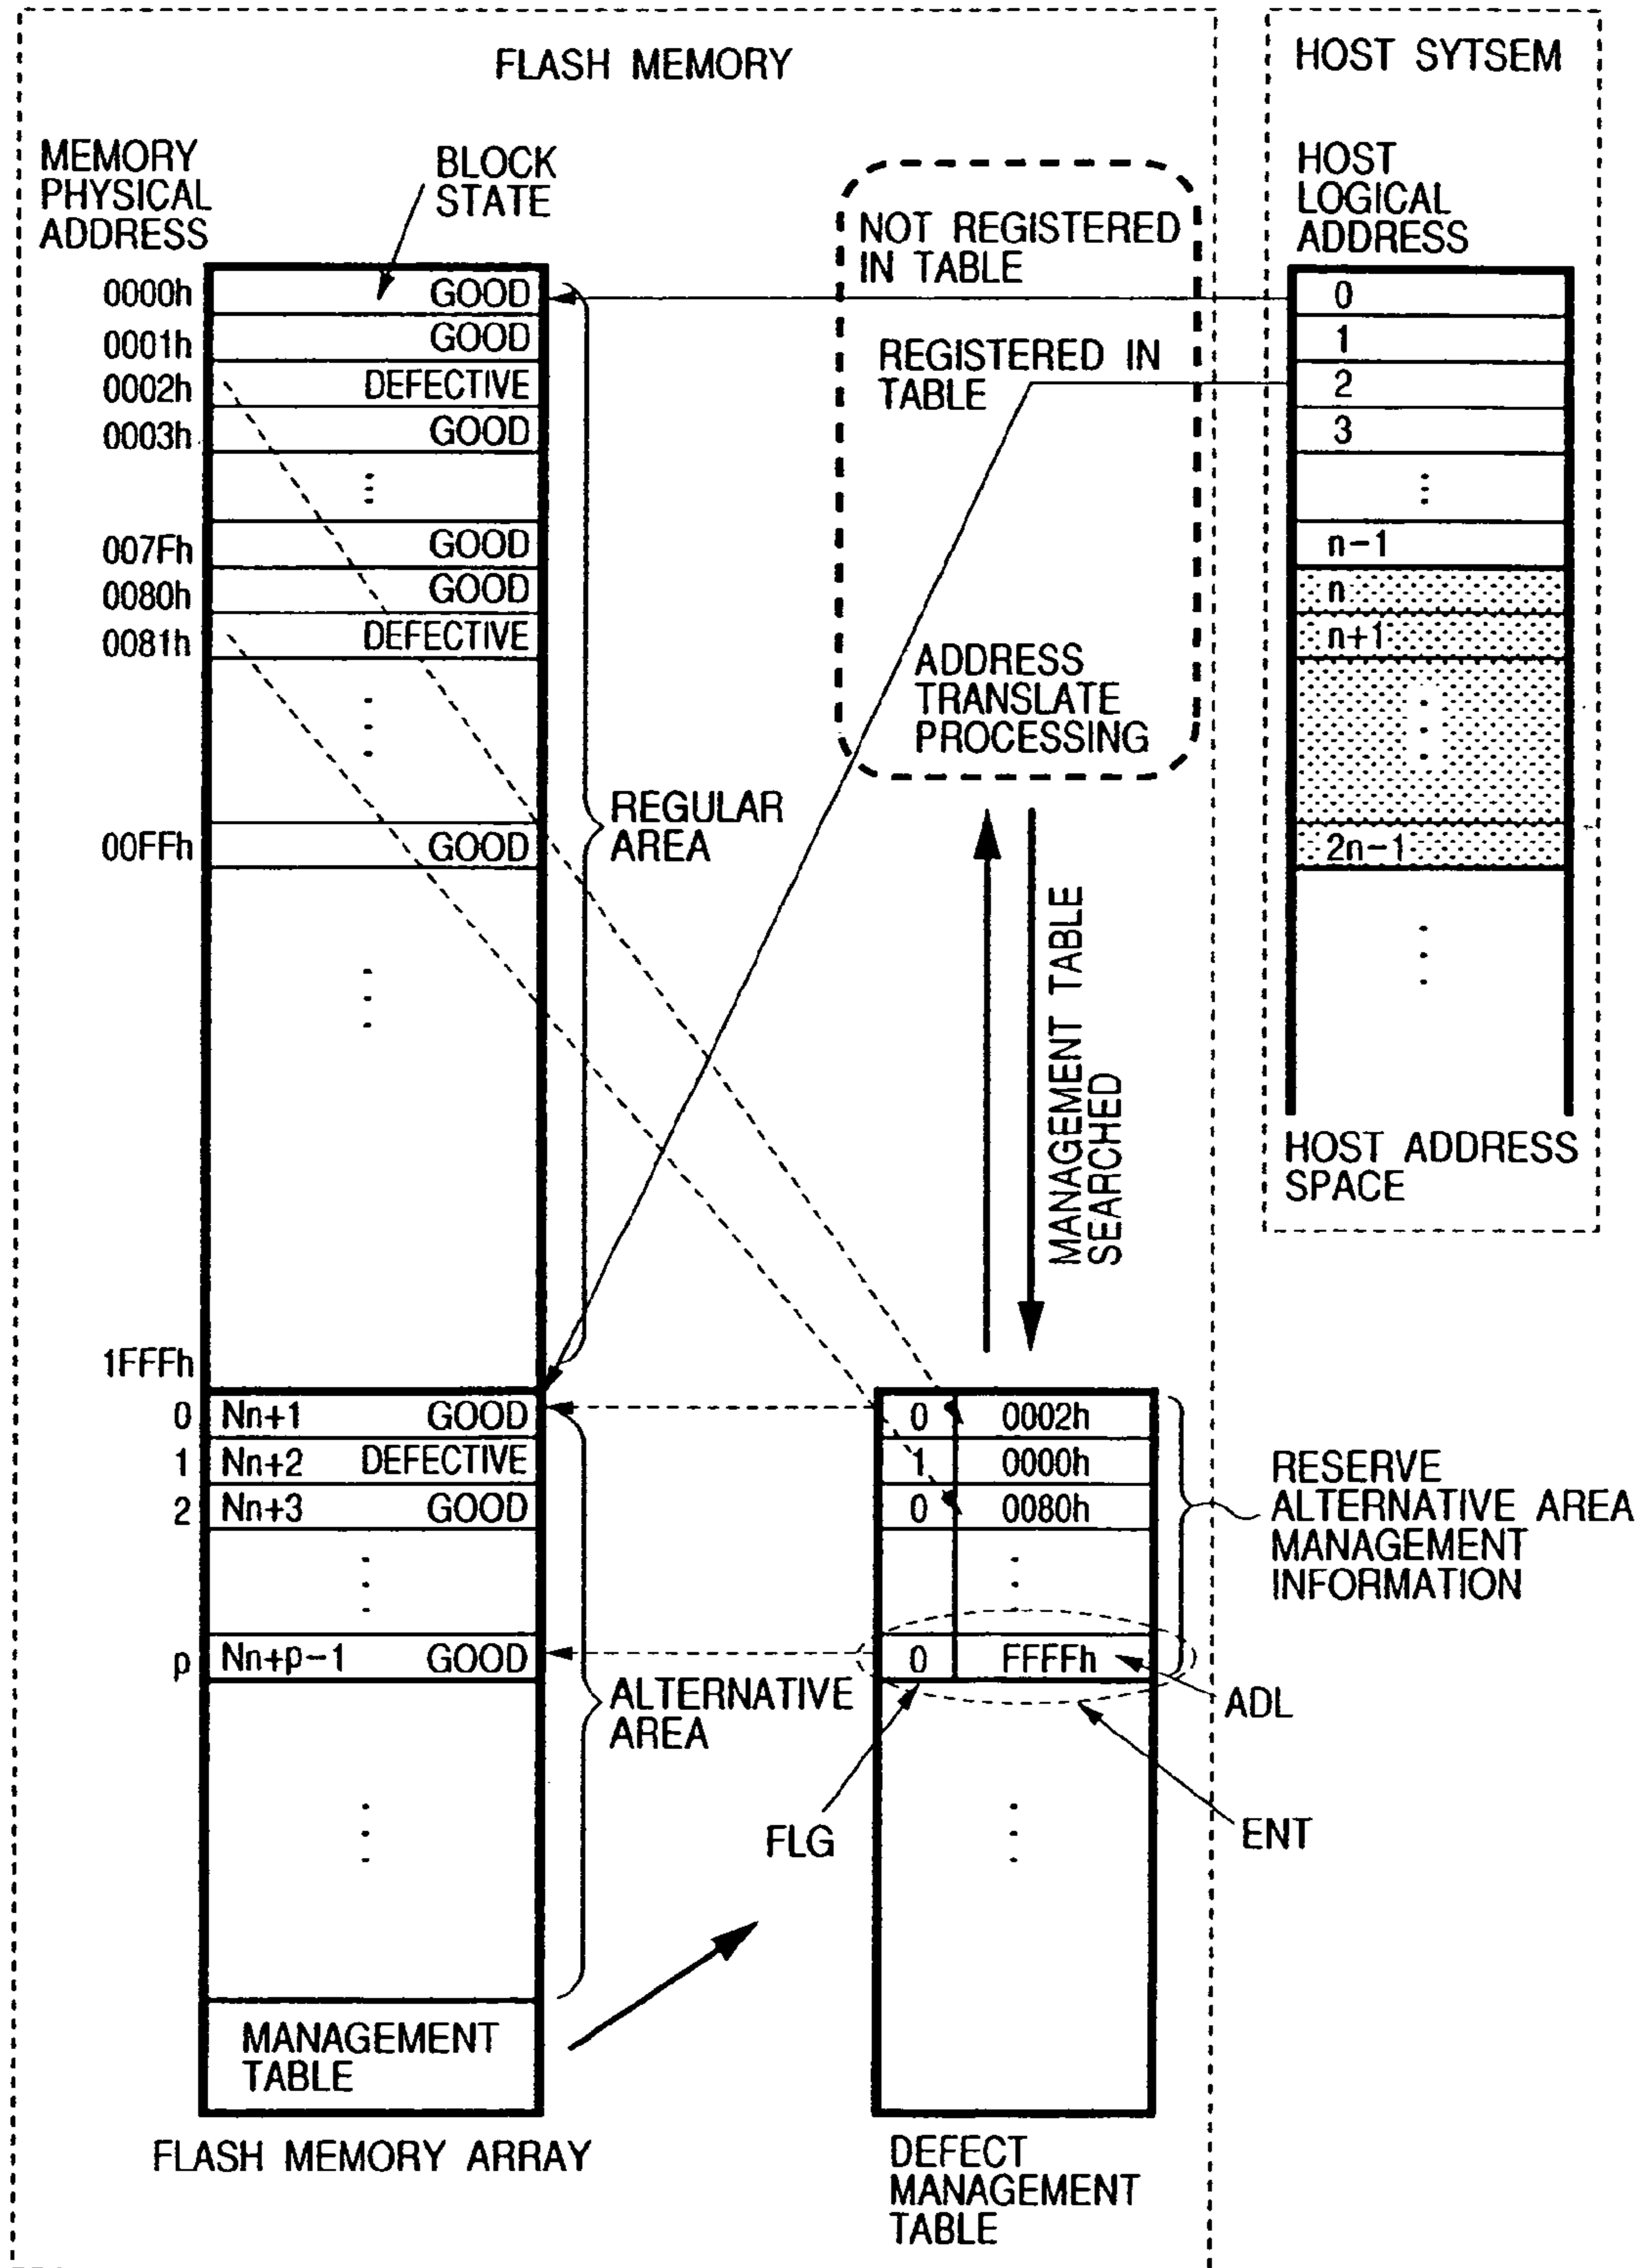 FLASH MEMORY
HOST SYTSEM
MEMORY
PHYSICAL
ADDRESS
BLOCK
STATE
NOT REGISTERED
IN TABLE
HOST
LOGICAL
ADDRESS
0000h GOOD
0001h GOOD
0002h DEFECTIVE
0003h GOOD
007Fh GOOD
0080h GOOD
0081h DEFECTIVE
00FFh GOOD
1FFFh
REGISTERED IN
TABLE
ADDRESS
TRANSLATE
PROCESSING
0
1
2
3
n-1
n
n+1
2n-1
HOST ADDRESS
SPACE
REGULAR
AREA
MANAGEMENT TABLE
SEARCHED
0 Nn+1 GOOD
1 Nn+2 DEFECTIVE
2 Nn+3 GOOD
p Nn+p-1 GOOD
0 0002h
1 0000h
0 0080h
0 FFFFh
RESERVE
ALTERNATIVE AREA
MANAGEMENT
INFORMATION
ALTERNATIVE
AREA
ADL
FLG
ENT
MANAGEMENT
TABLE
FLASH MEMORY ARRAY
DEFECT
MANAGEMENT
TABLE